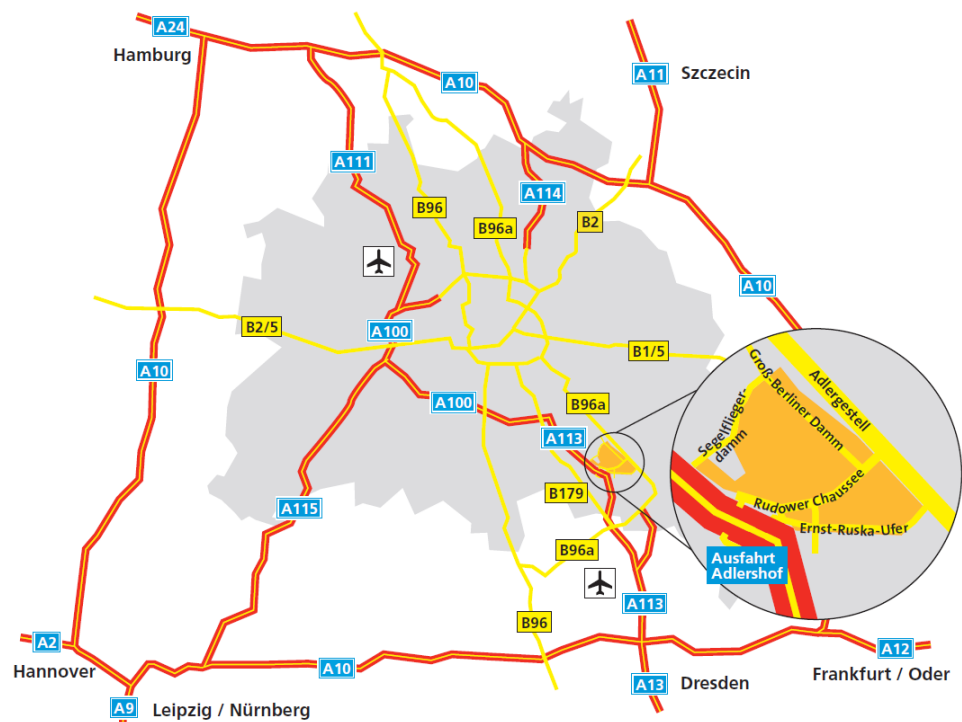 A24
Hamburg
A11
Szczecin
A10
A111
A114
B96
B96a
B2
A10
B2/5
A100
B1/5
A10
A100
B96a
A113
Groß-Berliner Damm
Adlergestell
Segelflieger-
damm
B179
Rudower Chaussee
A115
Ernst-Ruska-Ufer
B96a
Ausfahrt
Adlershof
A113
B96
A2
Hannover
A10
A12
Frankfurt / Oder
A13
Dresden
A9
Leipzig / Nürnberg